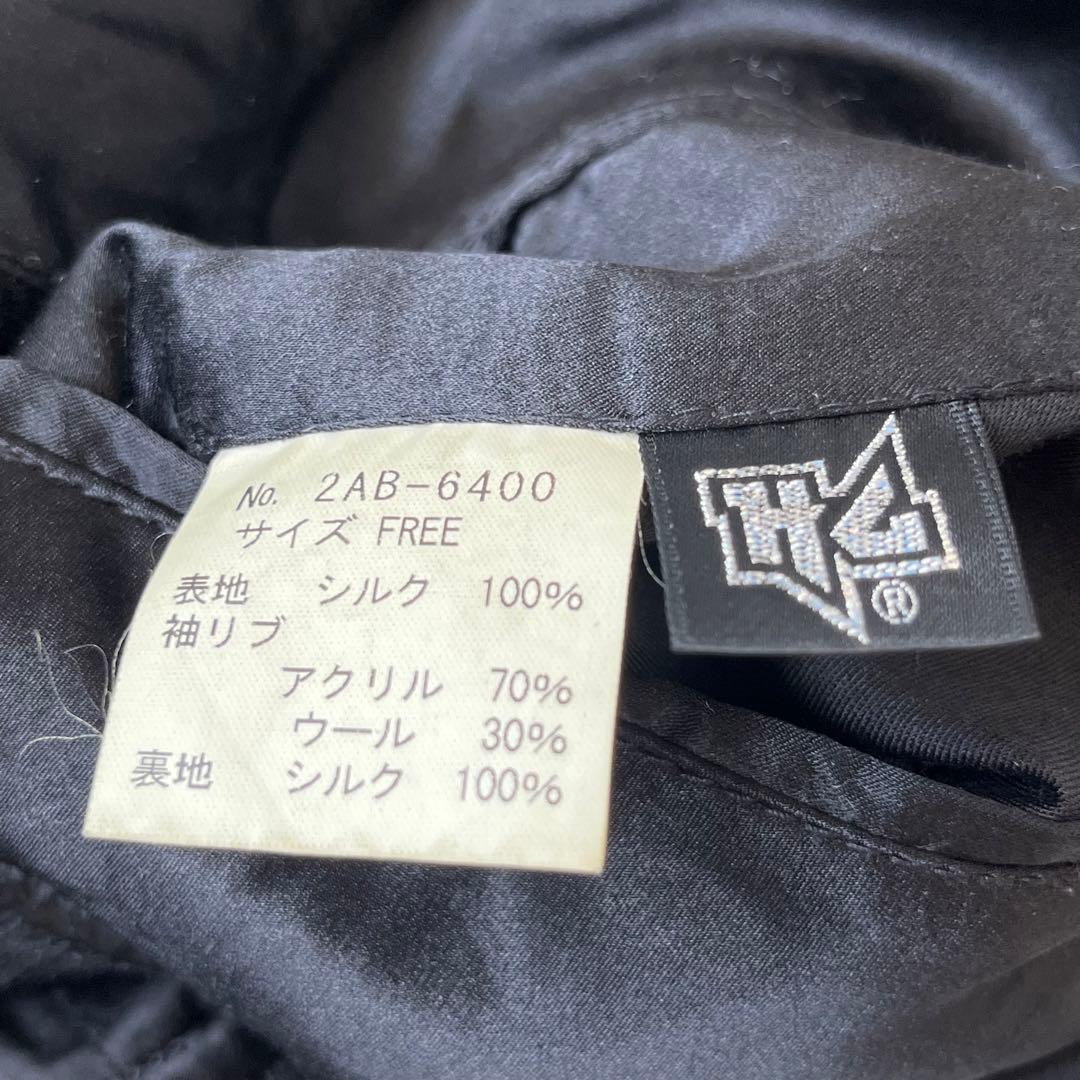 No. 2AB-6400
サイズ FREE
表地 シルク 100%
袖リブ
アクリル 70%
ウール 30%
裏地 シルク 100%
®